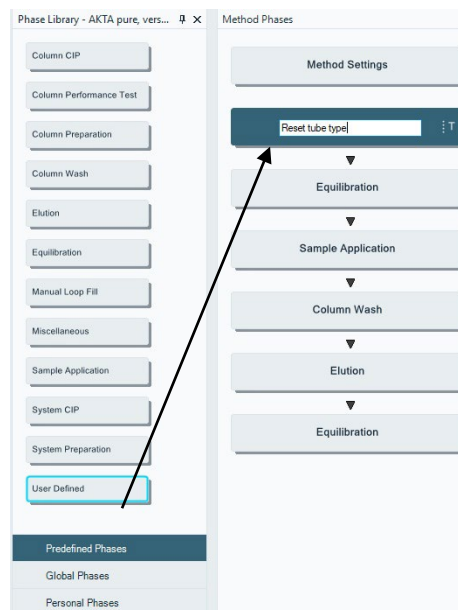 Phase Library - AKTA pure, vers...
Column CIP
Column Performance Test
Column Preparation
Column Wash
Elution
Equilibration
Manual Loop Fill
Miscellaneous
Sample Application
System CIP
System Preparation
User Defined
Predefined Phases
Global Phases
Personal Phases
Method Phases
Method Settings
Reset tube type
T
Equilibration
Sample Application
Column Wash
Elution
Equilibration